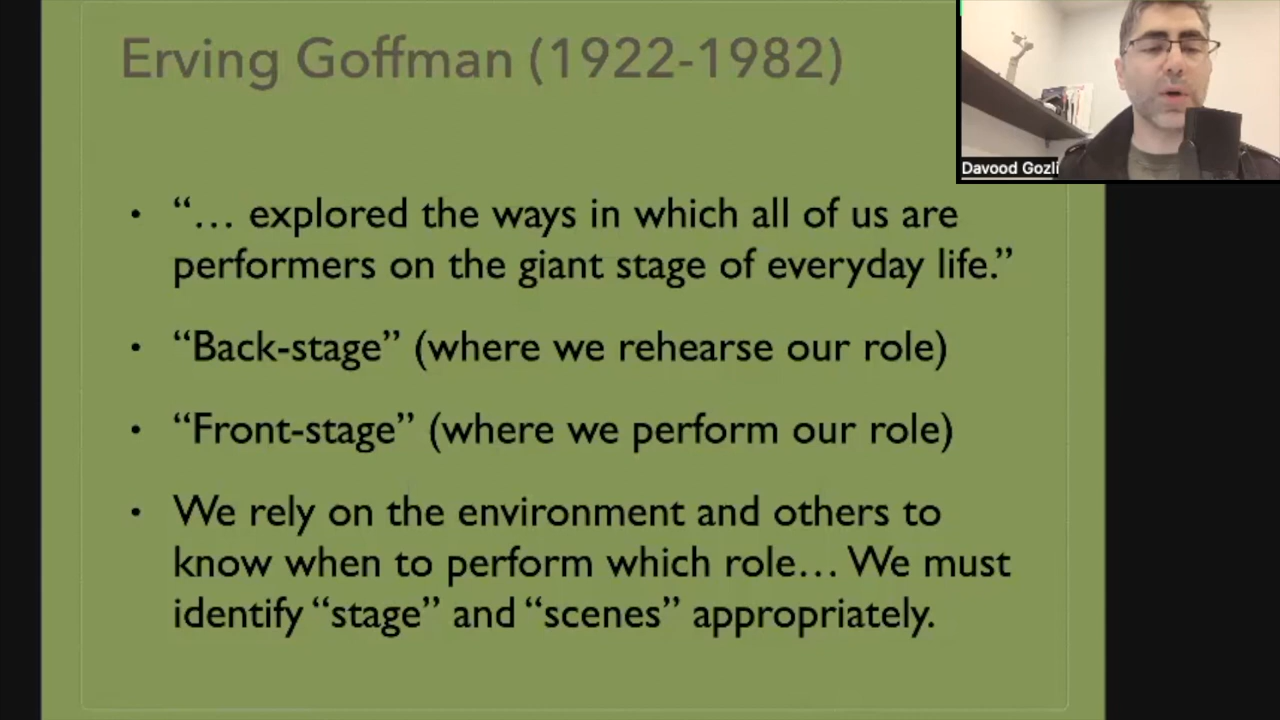 Erving Goffman (1922-1982)
Davood Gozli
• “… explored the ways in which all of us are
performers on the giant stage of everyday life.”
• “Back-stage” (where we rehearse our role)
• “Front-stage” (where we perform our role)
• We rely on the environment and others to
know when to perform which role… We must
identify “stage” and “scenes” appropriately.